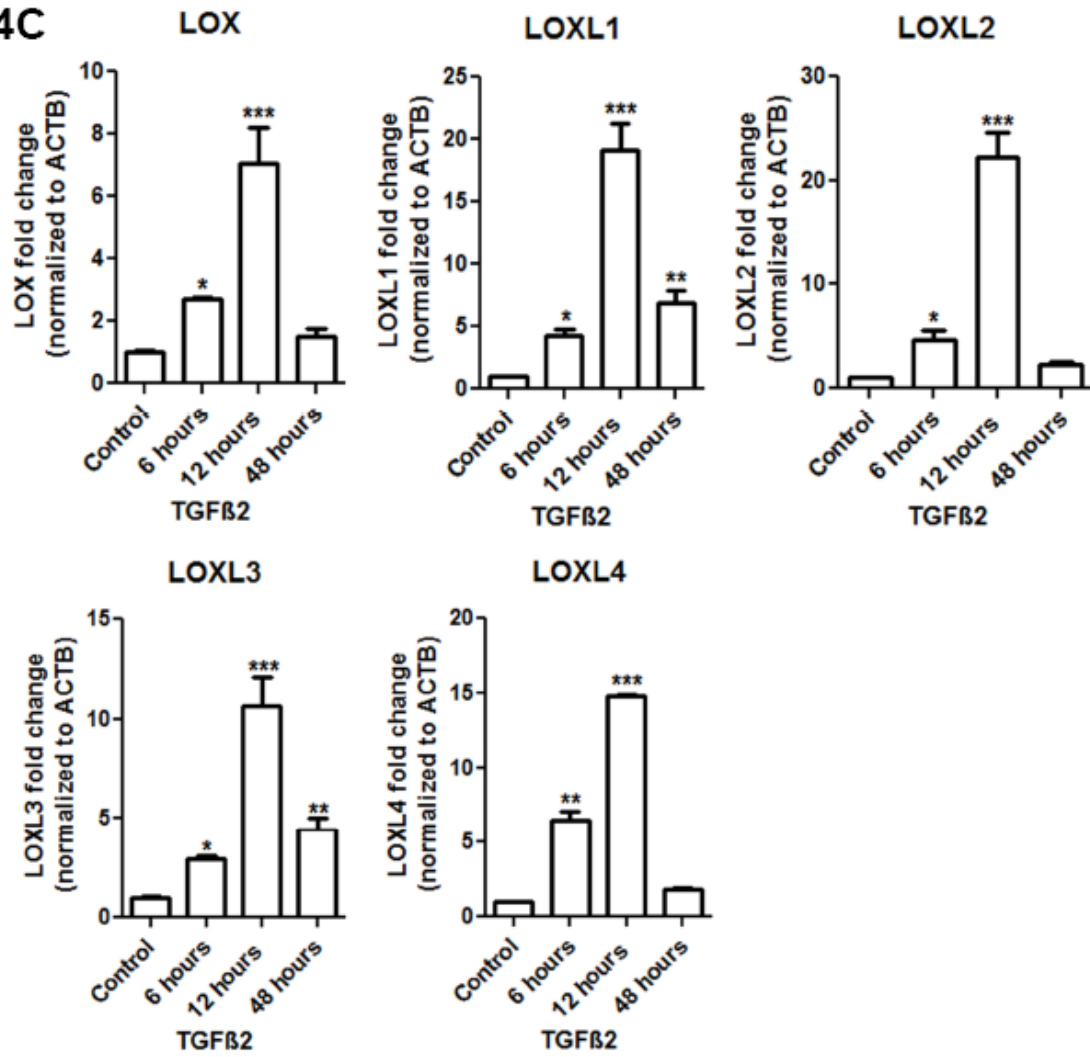 4C
LOX
LOX fold change
(normalized to ACTB)
10
8
6
4
2
0
*
***
Control
6 hours
12 hours
48 hours
TGFß2
LOXL1
LOXL1 fold change
(normalized to ACTB)
25
20
15
10
5
0
*
***
**
Control
6 hours
12 hours
48 hours
TGFß2
LOXL2
LOXL2 fold change
(normalized to ACTB)
30
20
10
0
*
***
Control
6 hours
12 hours
48 hours
TGFß2
LOXL3
LOXL3 fold change
(normalized to ACTB)
15
10
5
0
*
***
**
Control
6 hours
12 hours
48 hours
TGFß2
LOXL4
LOXL4 fold change
(normalized to ACTB)
20
15
10
5
0
**
***
Control
6 hours
12 hours
48 hours
TGFß2